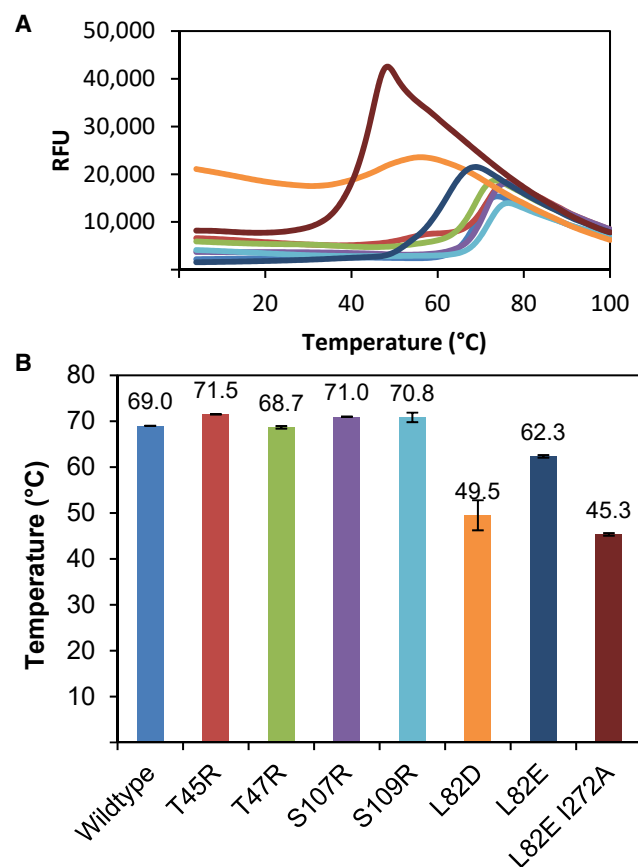 A
50,000
40,000
30,000
20,000
10,000
RFU
20 40 60 80 100
Temperature (°C)
B
80
70
60
50
40
30
20
10
Temperature (°C)
69.0 71.5 68.7 71.0 70.8 49.5 62.3 45.3
Wildtype T45R T47R S107R S109R L82D L82E L82E I272A